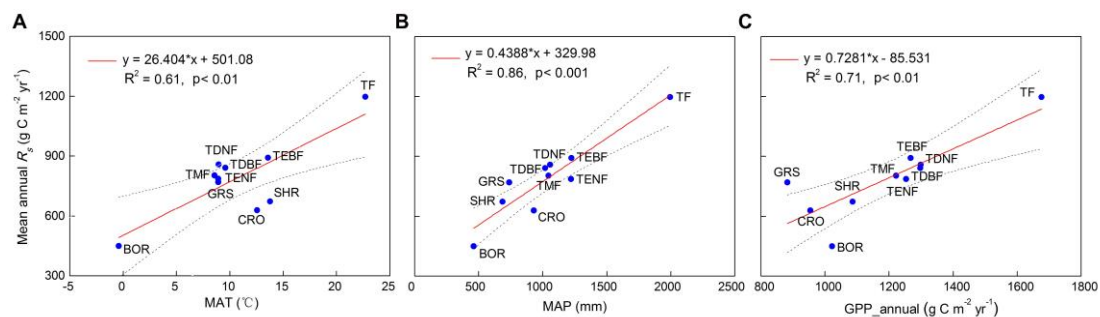 A
B
C
Mean annual Rs (g C m-2 yr-1)
1500
1200
900
600
300
y = 26.404*x + 501.08
R2 = 0.61, p< 0.01
TF
TDNF
TEBF
TDBF
TMF
TENF
GRS
SHR
CRO
BOR
-5
0
5
10
15
20
25
MAT (℃)
y = 0.4388*x + 329.98
R2 = 0.86, p< 0.001
TF
TDNF
TEBF
TDBF
GRS
TMF
TENF
SHR
CRO
BOR
0
500
1000
1500
2000
2500
MAP (mm)
y = 0.7281*x - 85.531
R2 = 0.71, p< 0.01
TF
TEBF
TDNF
GRS
TMF
TDBF
SHR
TENF
CRO
BOR
800
1000
1200
1400
1600
1800
GPP_annual (g C m-2 yr-1)